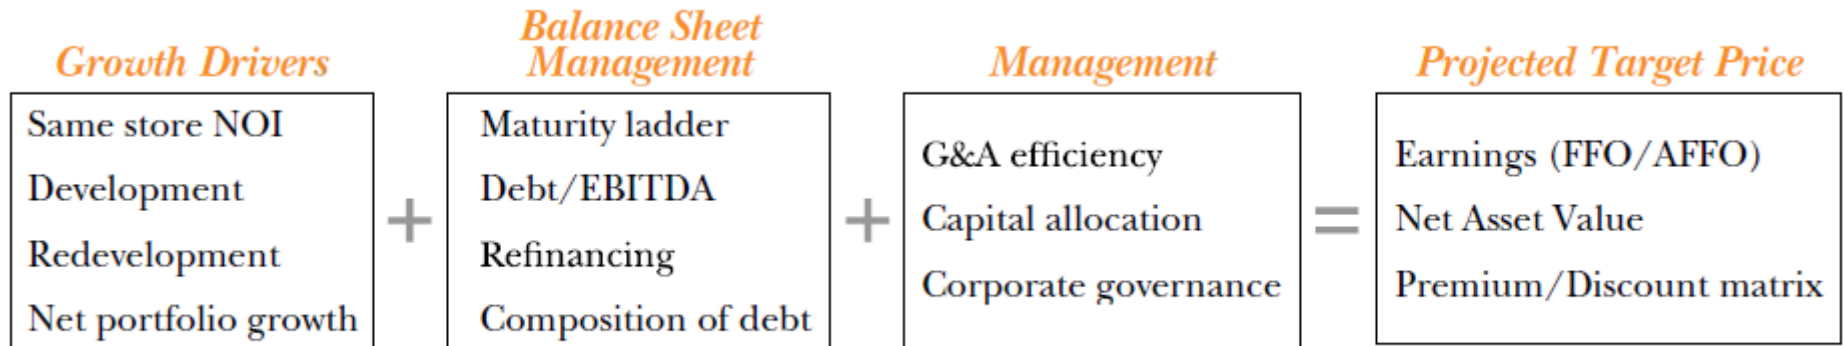 Growth Drivers
Same store NOI
Development
Redevelopment
Net portfolio growth
+
Balance Sheet
Management
Maturity ladder
Debt/EBITDA
Refinancing
Composition of debt
+
Management
G&A efficiency
Capital allocation
Corporate governance
=
Projected Target Price
Earnings (FFO/AFFO)
Net Asset Value
Premium/Discount matrix